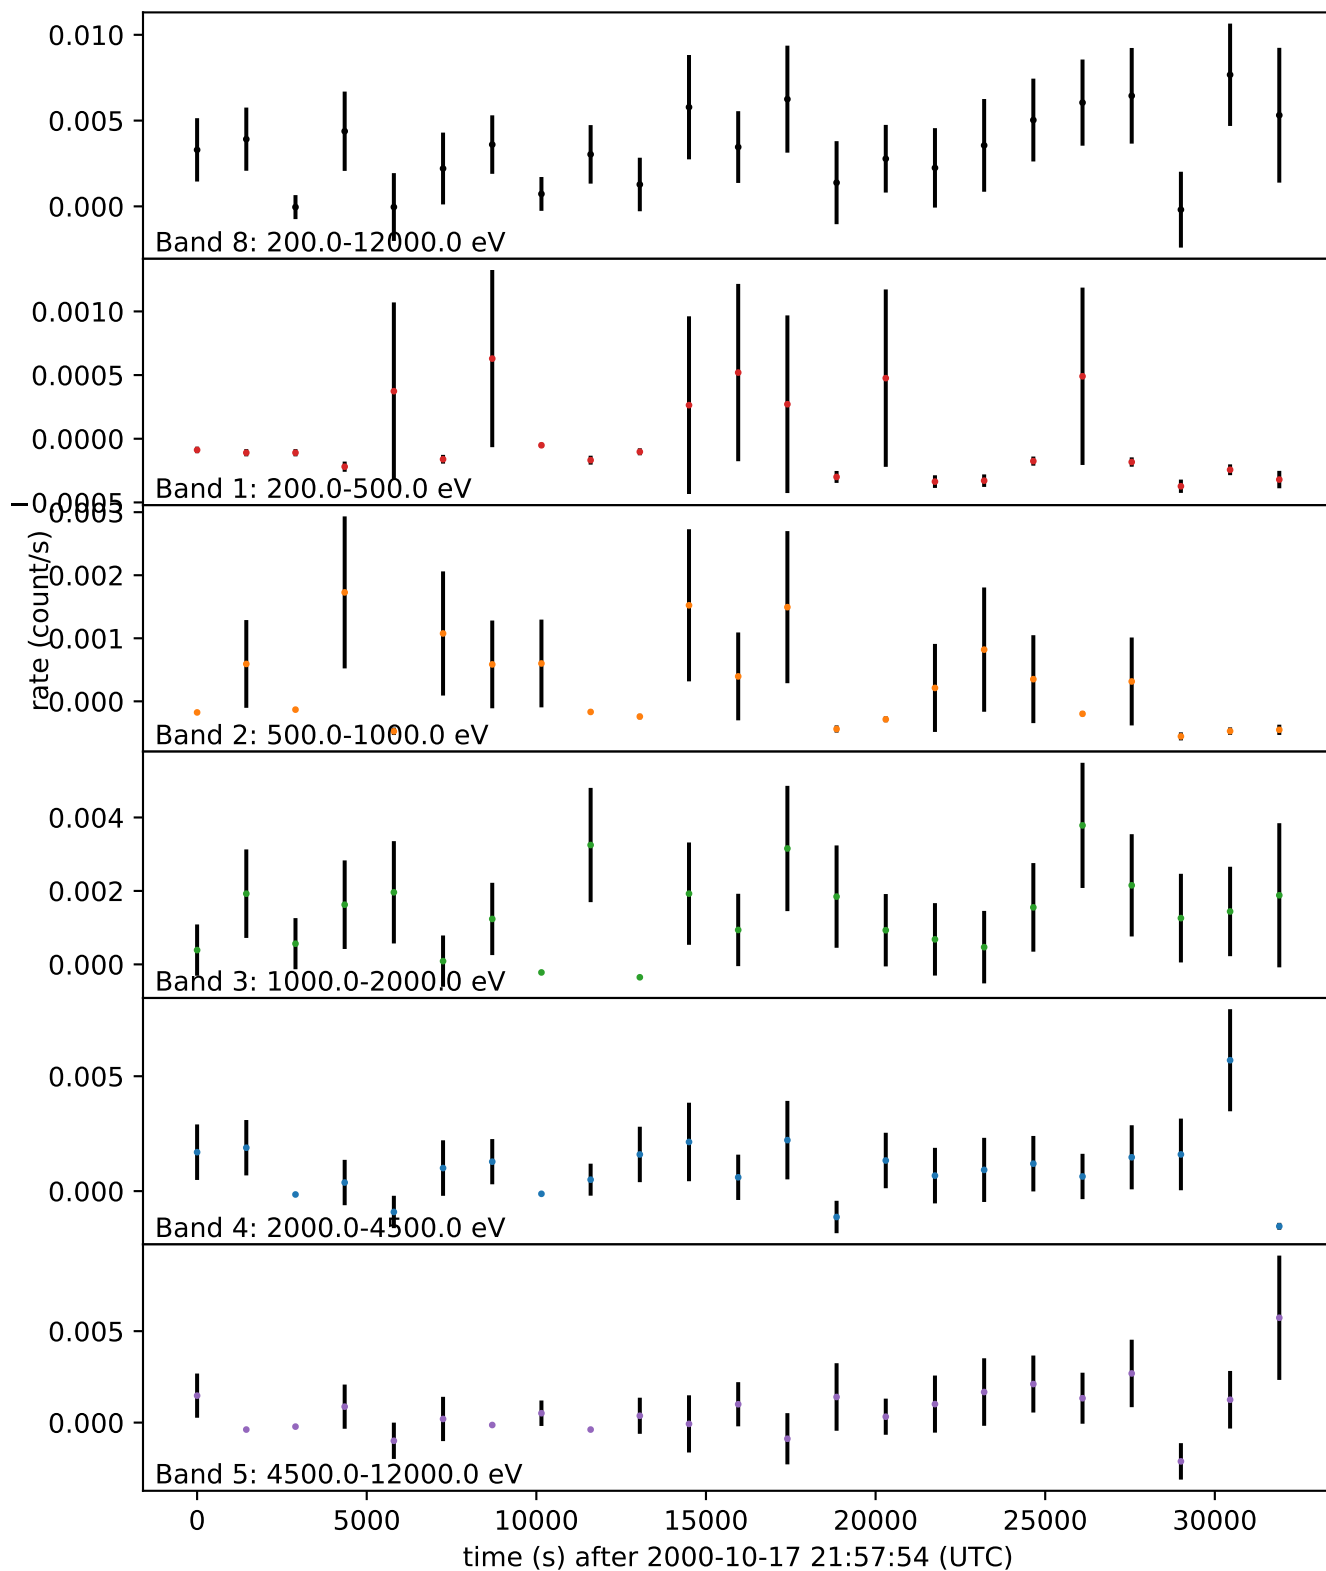 0.010
0.005
0.000
Band 8: 200.0-12000.0 eV
0.0010
0.0005
0.0000
−0.0005
Band 1: 200.0-500.0 eV
0.003
0.002
0.001
0.000
rate (count/s)
Band 2: 500.0-1000.0 eV
0.004
0.002
0.000
Band 3: 1000.0-2000.0 eV
0.005
0.000
Band 4: 2000.0-4500.0 eV
0.005
0.000
Band 5: 4500.0-12000.0 eV
0 5000 10000 15000 20000 25000 30000
time (s) after 2000-10-17 21:57:54 (UTC)